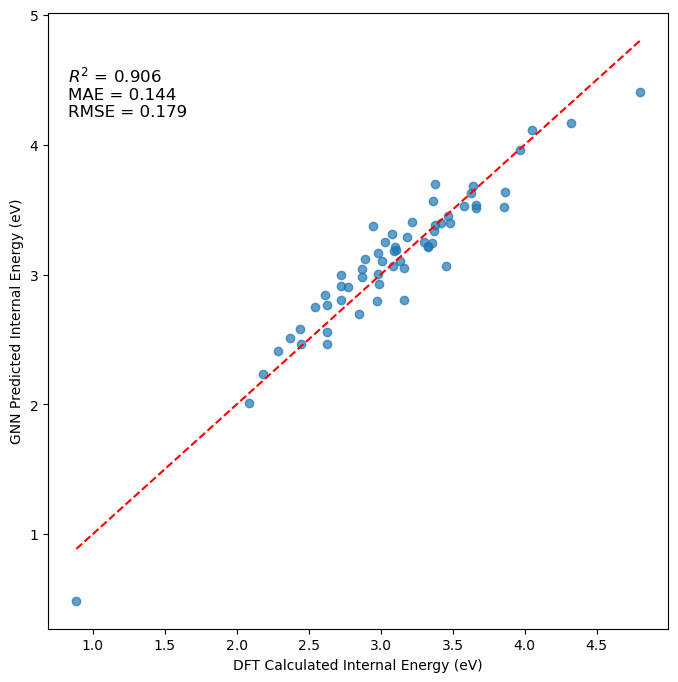 R² = 0.906
MAE = 0.144
RMSE = 0.179
GNN Predicted Internal Energy (eV)
5
4
3
2
1
1.0 1.5 2.0 2.5 3.0 3.5 4.0 4.5
DFT Calculated Internal Energy (eV)